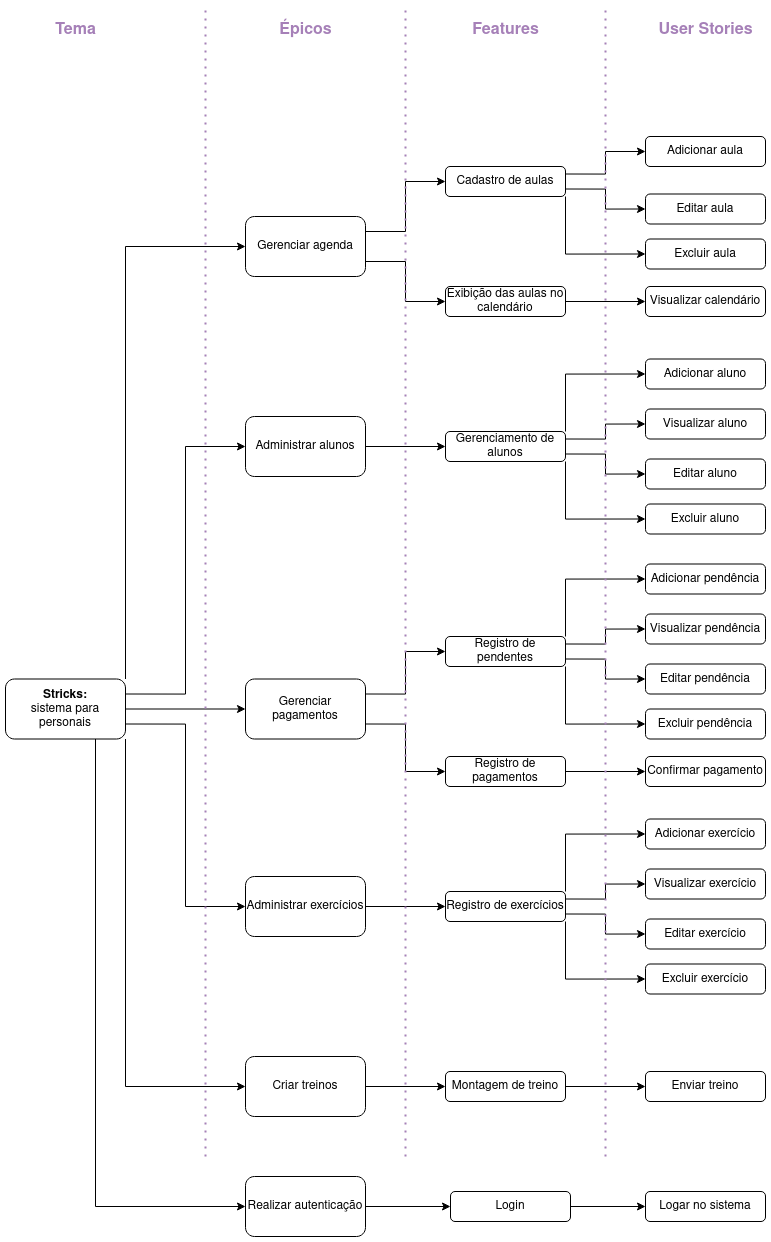 Tema
Épicos
Features
User Stories
Adicionar aula
Cadastro de aulas
Editar aula
Gerenciar agenda
Excluir aula
Exibição das aulas no
calendário
Visualizar calendário
Adicionar aluno
Visualizar aluno
Administrar alunos
Gerenciamento de
alunos
Editar aluno
Excluir aluno
Adicionar pendência
Visualizar pendência
Registro de
pendentes
Editar pendência
Stricks:
sistema para
personais
Gerenciar
pagamentos
Excluir pendência
Registro de
pagamentos
Confirmar pagamento
Adicionar exercício
Visualizar exercício
Administrar exercícios
Registro de exercícios
Editar exercício
Excluir exercício
Criar treinos
Montagem de treino
Enviar treino
Realizar autenticação
Login
Logar no sistema